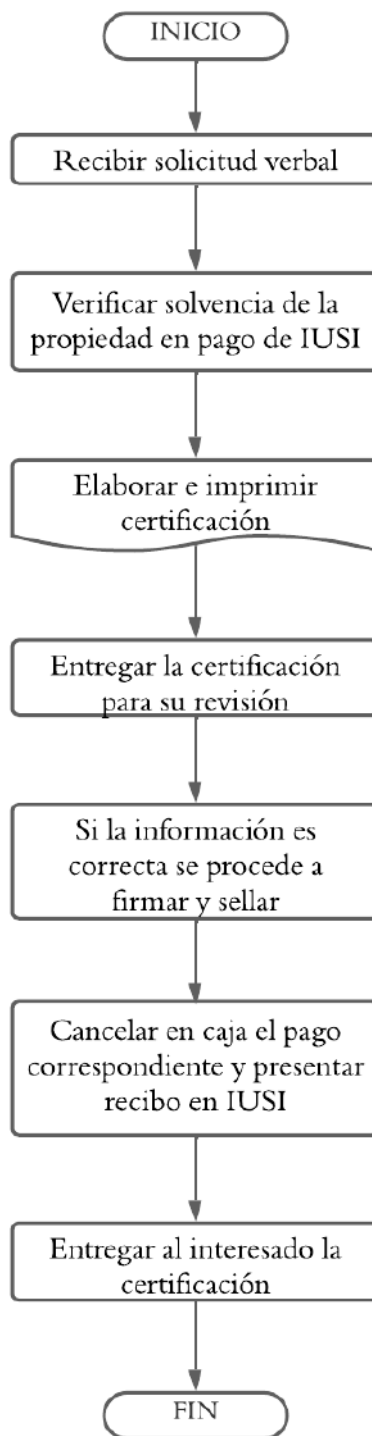 INICIO
Recibir solicitud verbal
Verificar solvencia de la
propiedad en pago de IUSI
Elaborar e imprimir
certificación
Entregar la certificación
para su revisión
Si la información es
correcta se procede a
firmar y sellar
Cancelar en caja el pago
correspondiente y presentar
recibo en IUSI
Entregar al interesado la
certificación
FIN